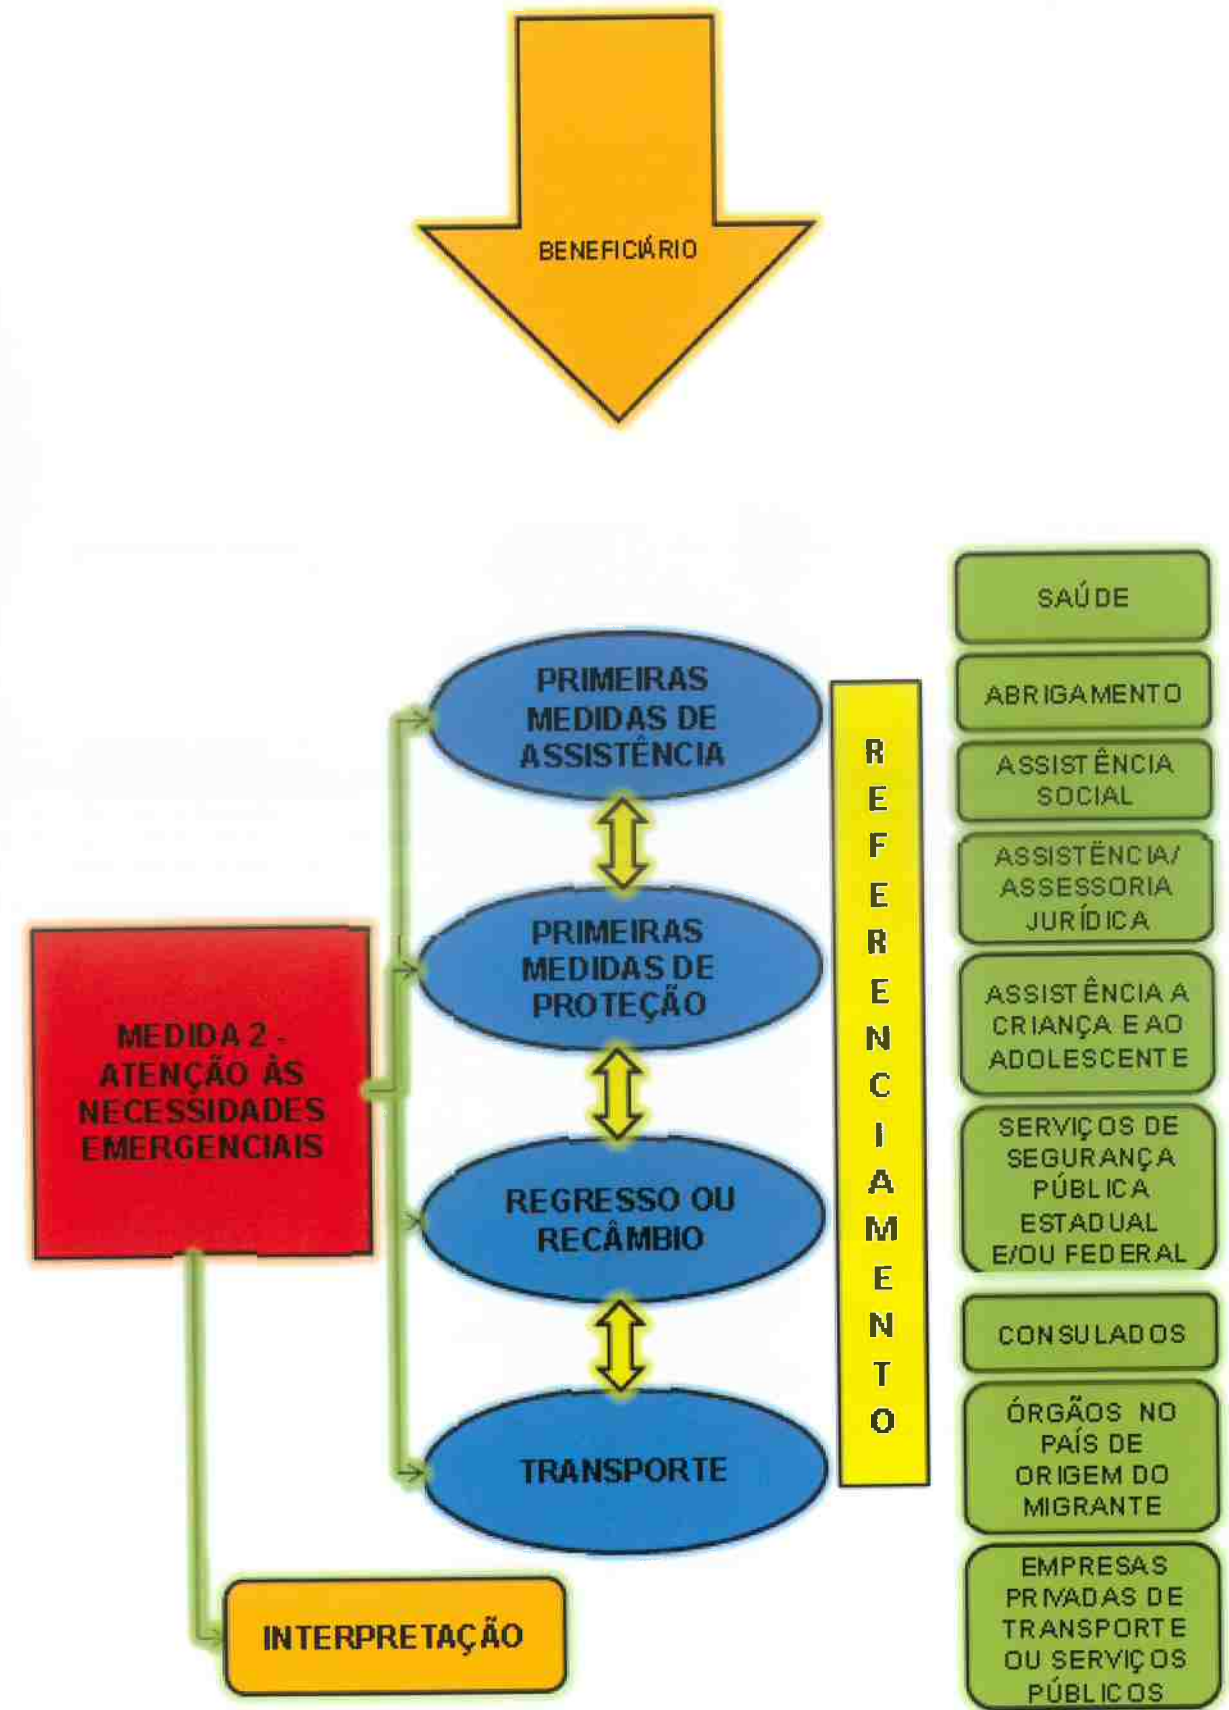 BENEFICIÁRIO
PRIMEIRAS
MEDIDAS DE
ASSISTÊNCIA
PRIMEIRAS
MEDIDAS DE
PROTEÇÃO
MEDIDA 2 -
ATENÇÃO ÀS
NECESSIDADES
EMERGENCIAIS
REGRESSO OU
RECÂMBIO
TRANSPORTE
INTERPRETAÇÃO
R
E
F
E
R
E
N
C
I
A
M
E
N
T
O
SAÚDE
ABRIGAMENTO
ASSISTÊNCIA
SOCIAL
ASSISTÊNCIA/
ASSESSORIA
JURÍDICA
ASSISTÊNCIA A
CRIANÇA E AO
ADOLESCENTE
SERVIÇOS DE
SEGURANÇA
PÚBLICA
ESTADUAL
E/OU FEDERAL
CONSULADOS
ÓRGÃOS NO
PAÍS DE
ORIGEM DO
MIGRANTE
EMPRESAS
PRIVADAS DE
TRANSPORTE
OU SERVIÇOS
PÚBLICOS